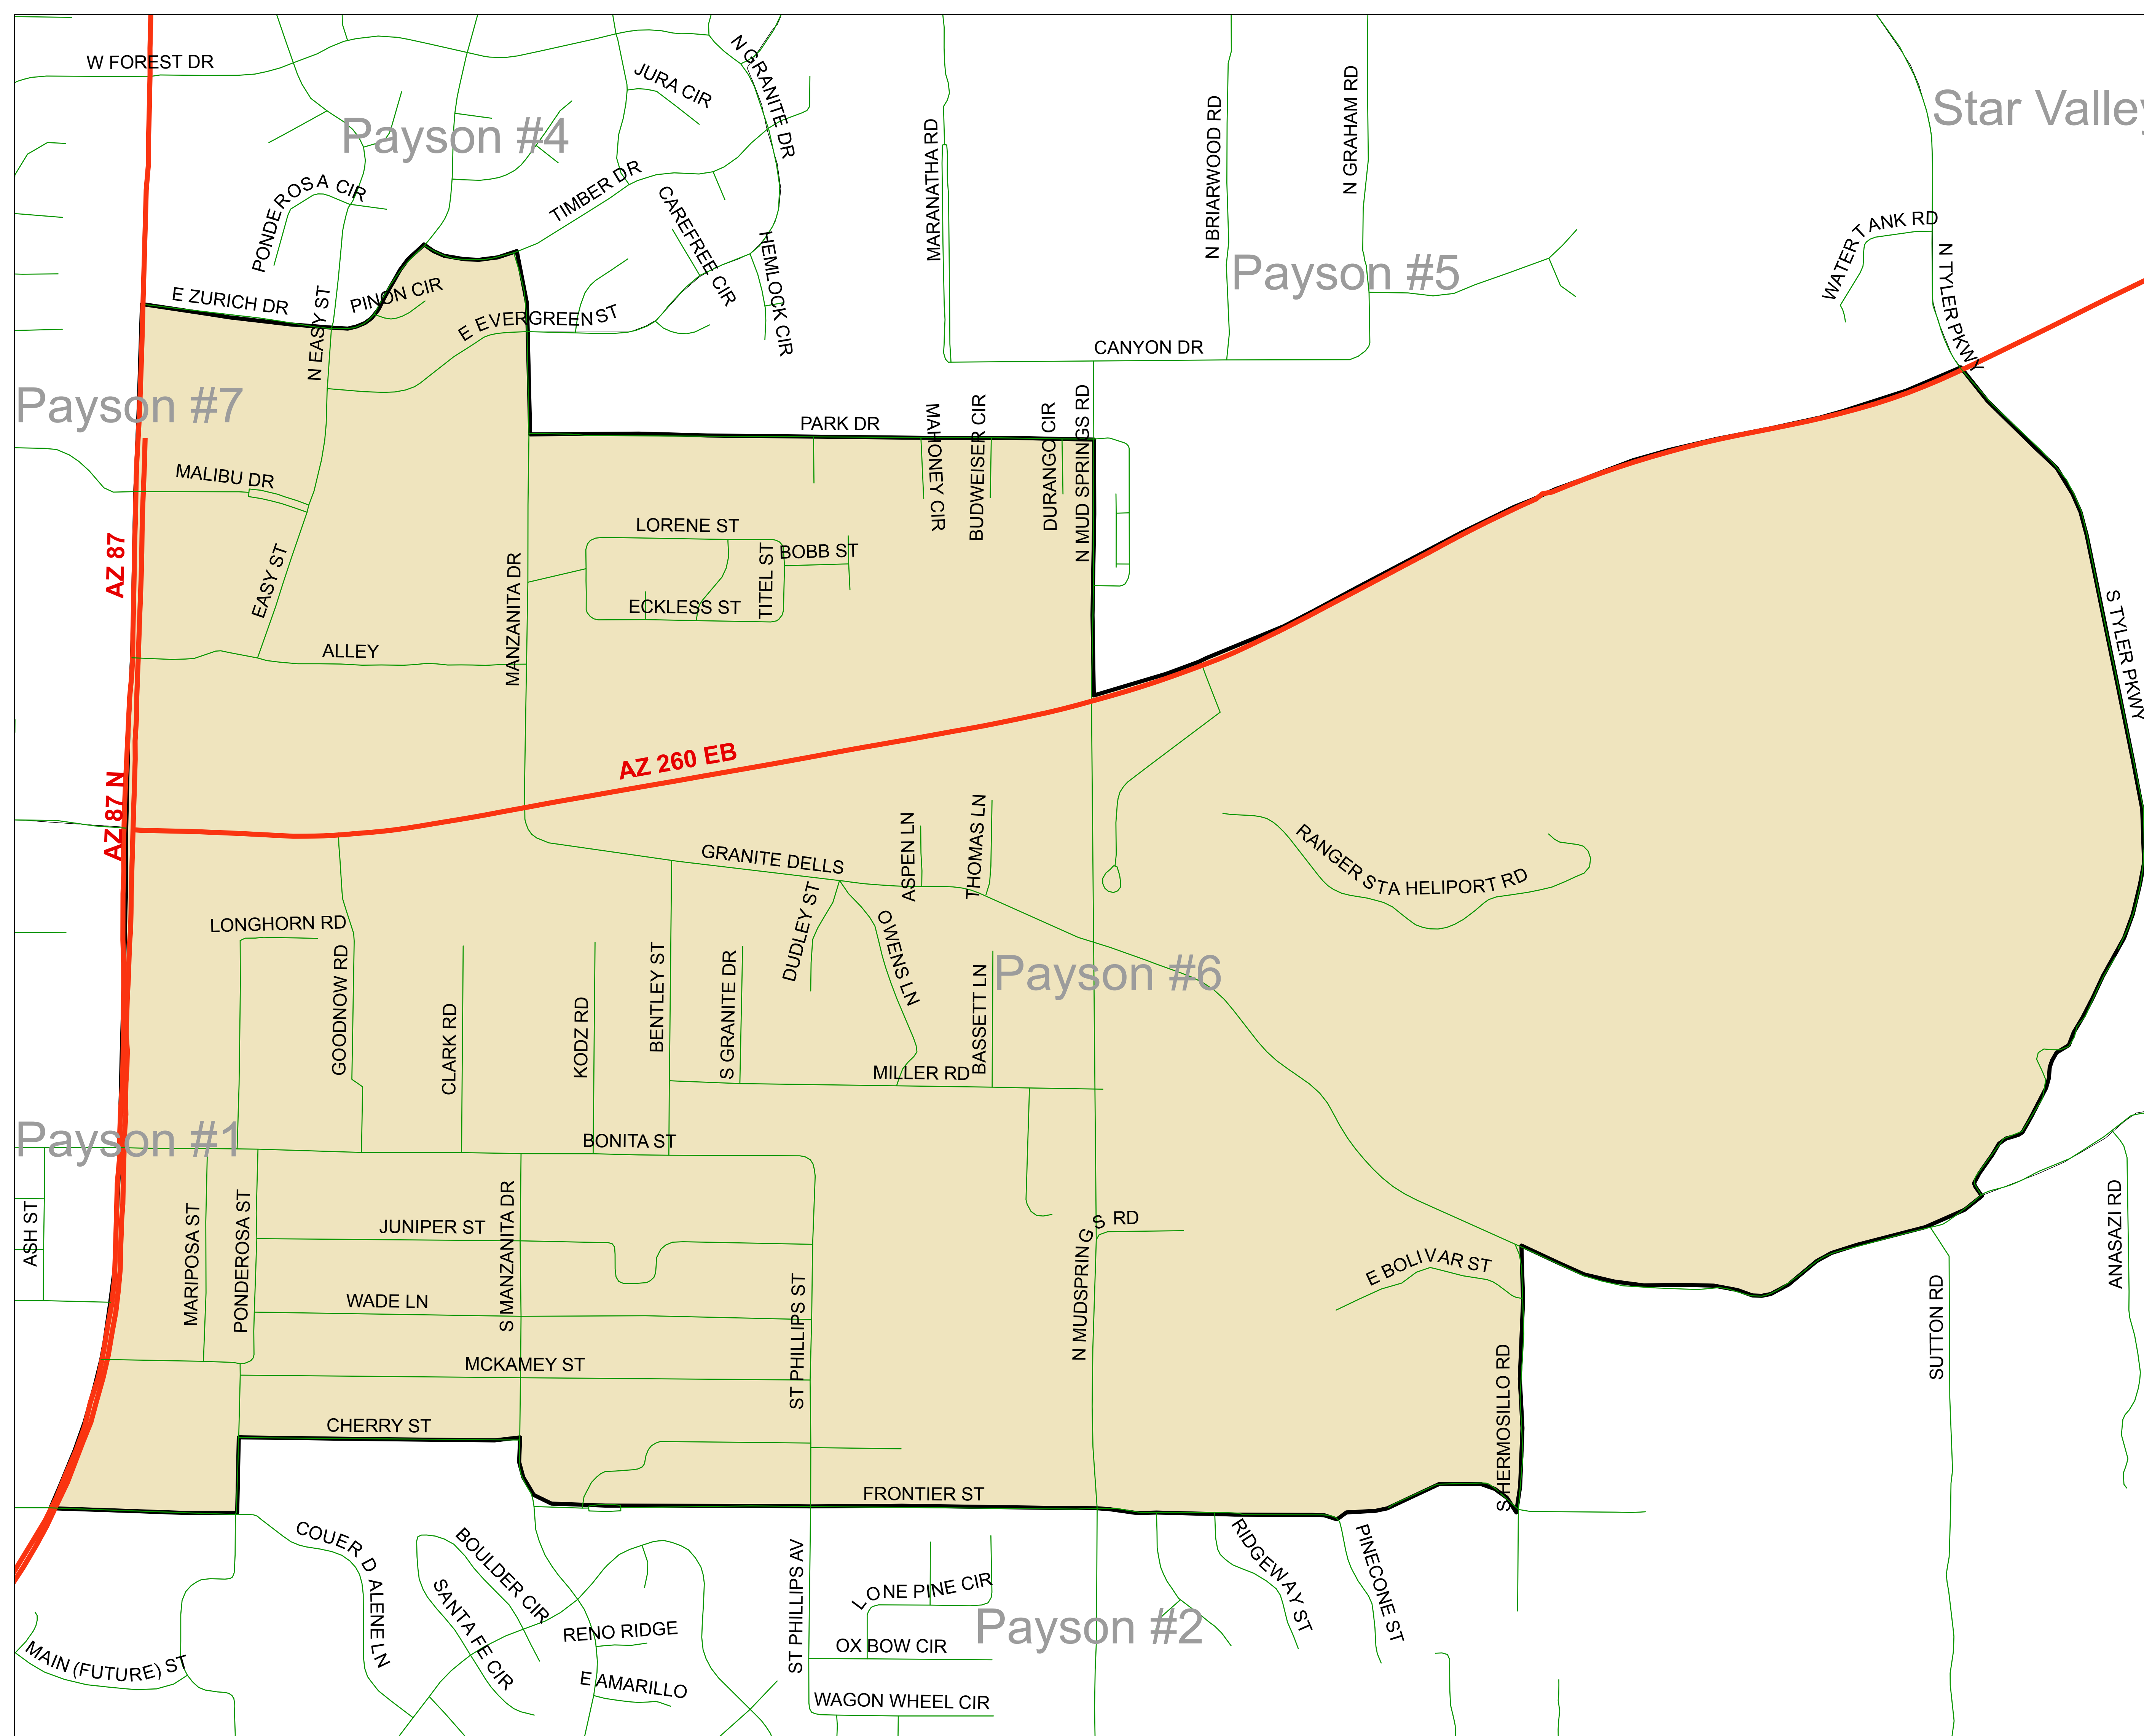 W FOREST DR
N GRANITE DR
JURA CIR
Payson #4
Star Valley
MARANATHA RD
N BRIARWOOD RD
N GRAHAM RD
PONDEROSA CIR
TIMBER DR
CAREFREE CIR
HEMLOCK CIR
Payson #5
WATER TANK RD
N TYLER PKWY
E ZURICH DR
PINON CIR
N EASY ST
E EVERGREEN ST
CANYON DR
Payson #7
PARK DR
MAHONEY CIR
BUDWEISER CIR
DURANGO CIR
N MUD SPRINGS RD
MALIBU DR
LORENE ST
BOBB ST
TITEL ST
ECKLESS ST
AZ 87
EASY ST
MANZANITA DR
ALLEY
S TYLER PKWY
AZ 260 EB
AZ 87 N
GRANITE DELLS
ASPEN LN
THOMAS LN
RANGER STA HELIPORT RD
DUDLEY ST
OWENS LN
LONGHORN RD
GOODNOW RD
CLARK RD
KODZ RD
BENTLEY ST
S GRANITE DR
BASSETT LN
Payson #6
MILLER RD
Payson #1
BONITA ST
ASH ST
MARIPOSA ST
PONDEROSA ST
JUNIPER ST
S MANZANITA DR
N MUDSPRINGS RD
E BOLIVAR ST
ANASAZI RD
SUTTON RD
WADE LN
ST PHILLIPS ST
MCKAMEY ST
S HERMOSILLO RD
CHERRY ST
FRONTIER ST
COUER D ALENE LN
BOULDER CIR
SANTA FE CIR
ST PHILLIPS AV
LONE PINE CIR
RIDGEWAY ST
PINECONE ST
Payson #2
RENO RIDGE
OX BOW CIR
MAIN (FUTURE) ST
E AMARILLO
WAGON WHEEL CIR